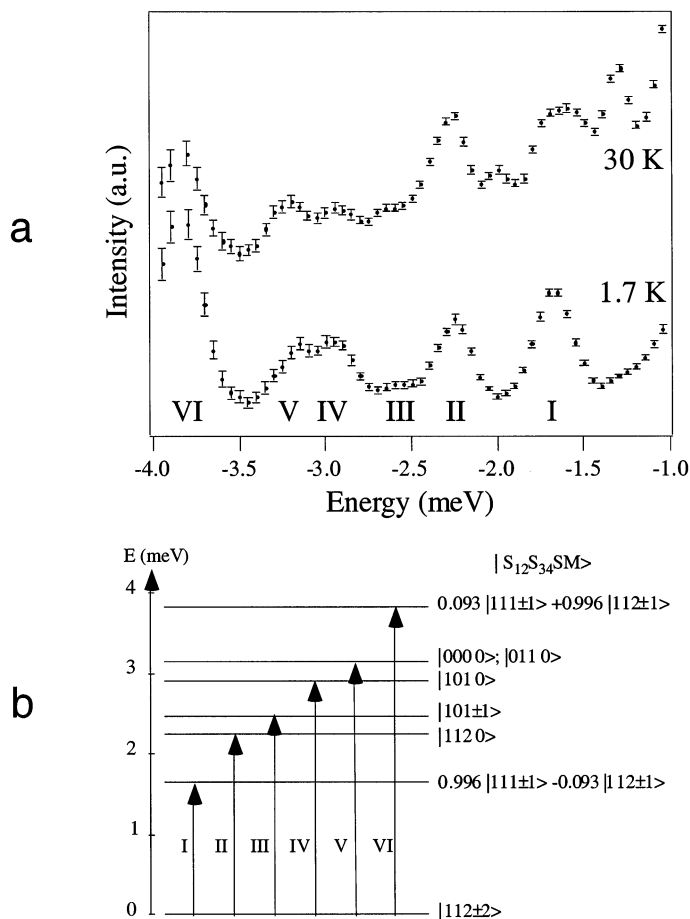 a
Intensity (a.u.)
30 K
1.7 K
VI V IV III II I
-4.0 -3.5 -3.0 -2.5 -2.0 -1.5 -1.0
Energy (meV)
b
E (meV)
| S12S34SM>
4
3
2
1
0
0.093 |111±1> +0.996 |112±1>
|000 0>; |011 0>
|101 0>
|101±1>
|112 0>
0.996 |111±1> -0.093 |112±1>
I II III IV V VI
|112±2>